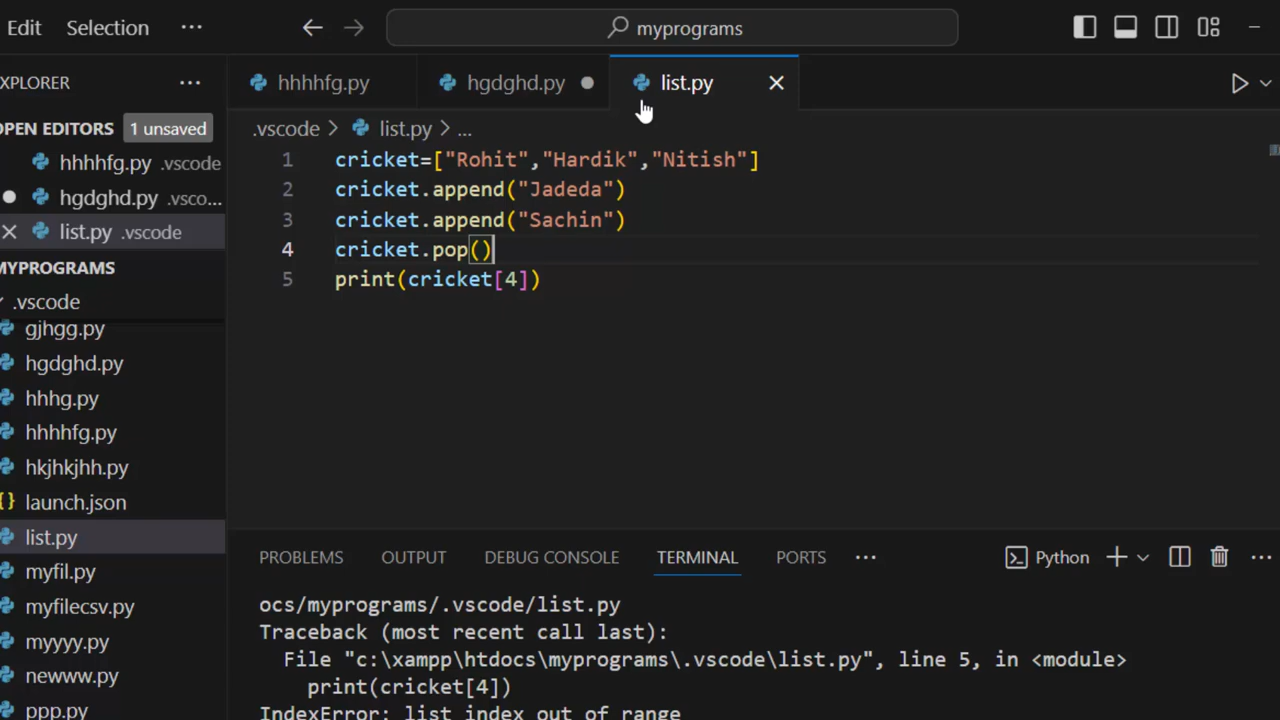 Edit Selection ···
myprograms
XPLORER ···
hhhhfg.py hgdghd.py list.py
OPEN EDITORS 1 unsaved
.vscode > list.py > ...
hhhhfg.py .vscode
hgdghd.py .vsco...
list.py .vscode
MYPROGRAMS
.vscode
gjhgg.py
hgdghd.py
hhhg.py
hhhhfg.py
hkjhkjhh.py
{} launch.json
list.py
myfil.py
myfilecsv.py
myyyy.py
newww.py
ppp.py
1 cricket=["Rohit","Hardik","Nitish"]
2 cricket.append("Jadeda")
3 cricket.append("Sachin")
4 cricket.pop()
5 print(cricket[4])
PROBLEMS OUTPUT DEBUG CONSOLE TERMINAL PORTS ··· Python ···
ocs/myprograms/.vscode/list.py
Traceback (most recent call last):
File "c:\xampp\htdocs\myprograms\.vscode\list.py", line 5, in <module>
print(cricket[4])
IndexError: list index out of range